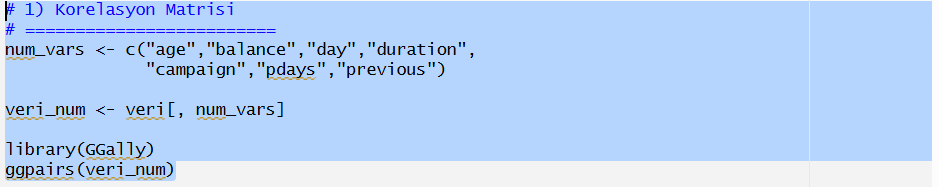 # 1) Korelasyon Matrisi
# =========================
num_vars <- c("age","balance","day","duration",
"campaign","pdays","previous")
veri_num <- veri[, num_vars]
library(GGally)
ggpairs(veri_num)